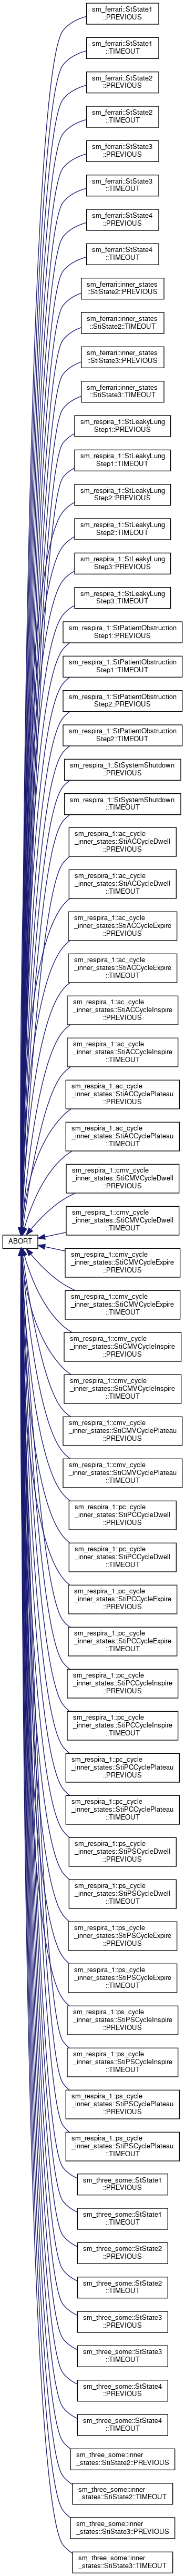 sm_ferrari::StState1
::PREVIOUS
sm_ferrari::StState1
::TIMEOUT
sm_ferrari::StState2
::PREVIOUS
sm_ferrari::StState2
::TIMEOUT
sm_ferrari::StState3
::PREVIOUS
sm_ferrari::StState3
::TIMEOUT
sm_ferrari::StState4
::PREVIOUS
sm_ferrari::StState4
::TIMEOUT
sm_ferrari::inner_states
::StiState2::PREVIOUS
sm_ferrari::inner_states
::StiState2::TIMEOUT
sm_ferrari::inner_states
::StiState3::PREVIOUS
sm_ferrari::inner_states
::StiState3::TIMEOUT
sm_respira_1::StLeakyLung
Step1::PREVIOUS
sm_respira_1::StLeakyLung
Step1::TIMEOUT
sm_respira_1::StLeakyLung
Step2::PREVIOUS
sm_respira_1::StLeakyLung
Step2::TIMEOUT
sm_respira_1::StLeakyLung
Step3::PREVIOUS
sm_respira_1::StLeakyLung
Step3::TIMEOUT
sm_respira_1::StPatientObstruction
Step1::PREVIOUS
sm_respira_1::StPatientObstruction
Step1::TIMEOUT
sm_respira_1::StPatientObstruction
Step2::PREVIOUS
sm_respira_1::StPatientObstruction
Step2::TIMEOUT
sm_respira_1::StSystemShutdown
::PREVIOUS
sm_respira_1::StSystemShutdown
::TIMEOUT
sm_respira_1::ac_cycle
_inner_states::StiACCycleDwell
::PREVIOUS
sm_respira_1::ac_cycle
_inner_states::StiACCycleDwell
::TIMEOUT
sm_respira_1::ac_cycle
_inner_states::StiACCycleExpire
::PREVIOUS
sm_respira_1::ac_cycle
_inner_states::StiACCycleExpire
::TIMEOUT
sm_respira_1::ac_cycle
_inner_states::StiACCycleInspire
::PREVIOUS
sm_respira_1::ac_cycle
_inner_states::StiACCycleInspire
::TIMEOUT
sm_respira_1::ac_cycle
_inner_states::StiACCyclePlateau
::PREVIOUS
sm_respira_1::ac_cycle
_inner_states::StiACCyclePlateau
::TIMEOUT
sm_respira_1::cmv_cycle
_inner_states::StiCMVCycleDwell
::PREVIOUS
sm_respira_1::cmv_cycle
_inner_states::StiCMVCycleDwell
::TIMEOUT
ABORT
sm_respira_1::cmv_cycle
_inner_states::StiCMVCycleExpire
::PREVIOUS
sm_respira_1::cmv_cycle
_inner_states::StiCMVCycleExpire
::TIMEOUT
sm_respira_1::cmv_cycle
_inner_states::StiCMVCycleInspire
::PREVIOUS
sm_respira_1::cmv_cycle
_inner_states::StiCMVCycleInspire
::TIMEOUT
sm_respira_1::cmv_cycle
_inner_states::StiCMVCyclePlateau
::PREVIOUS
sm_respira_1::cmv_cycle
_inner_states::StiCMVCyclePlateau
::TIMEOUT
sm_respira_1::pc_cycle
_inner_states::StiPCCycleDwell
::PREVIOUS
sm_respira_1::pc_cycle
_inner_states::StiPCCycleDwell
::TIMEOUT
sm_respira_1::pc_cycle
_inner_states::StiPCCycleExpire
::PREVIOUS
sm_respira_1::pc_cycle
_inner_states::StiPCCycleExpire
::TIMEOUT
sm_respira_1::pc_cycle
_inner_states::StiPCCycleInspire
::PREVIOUS
sm_respira_1::pc_cycle
_inner_states::StiPCCycleInspire
::TIMEOUT
sm_respira_1::pc_cycle
_inner_states::StiPCCyclePlateau
::PREVIOUS
sm_respira_1::pc_cycle
_inner_states::StiPCCyclePlateau
::TIMEOUT
sm_respira_1::ps_cycle
_inner_states::StiPSCycleDwell
::PREVIOUS
sm_respira_1::ps_cycle
_inner_states::StiPSCycleDwell
::TIMEOUT
sm_respira_1::ps_cycle
_inner_states::StiPSCycleExpire
::PREVIOUS
sm_respira_1::ps_cycle
_inner_states::StiPSCycleExpire
::TIMEOUT
sm_respira_1::ps_cycle
_inner_states::StiPSCycleInspire
::PREVIOUS
sm_respira_1::ps_cycle
_inner_states::StiPSCycleInspire
::TIMEOUT
sm_respira_1::ps_cycle
_inner_states::StiPSCyclePlateau
::PREVIOUS
sm_respira_1::ps_cycle
_inner_states::StiPSCyclePlateau
::TIMEOUT
sm_three_some::StState1
::PREVIOUS
sm_three_some::StState1
::TIMEOUT
sm_three_some::StState2
::PREVIOUS
sm_three_some::StState2
::TIMEOUT
sm_three_some::StState3
::PREVIOUS
sm_three_some::StState3
::TIMEOUT
sm_three_some::StState4
::PREVIOUS
sm_three_some::StState4
::TIMEOUT
sm_three_some::inner
_states::StiState2::PREVIOUS
sm_three_some::inner
_states::StiState2::TIMEOUT
sm_three_some::inner
_states::StiState3::PREVIOUS
sm_three_some::inner
_states::StiState3::TIMEOUT